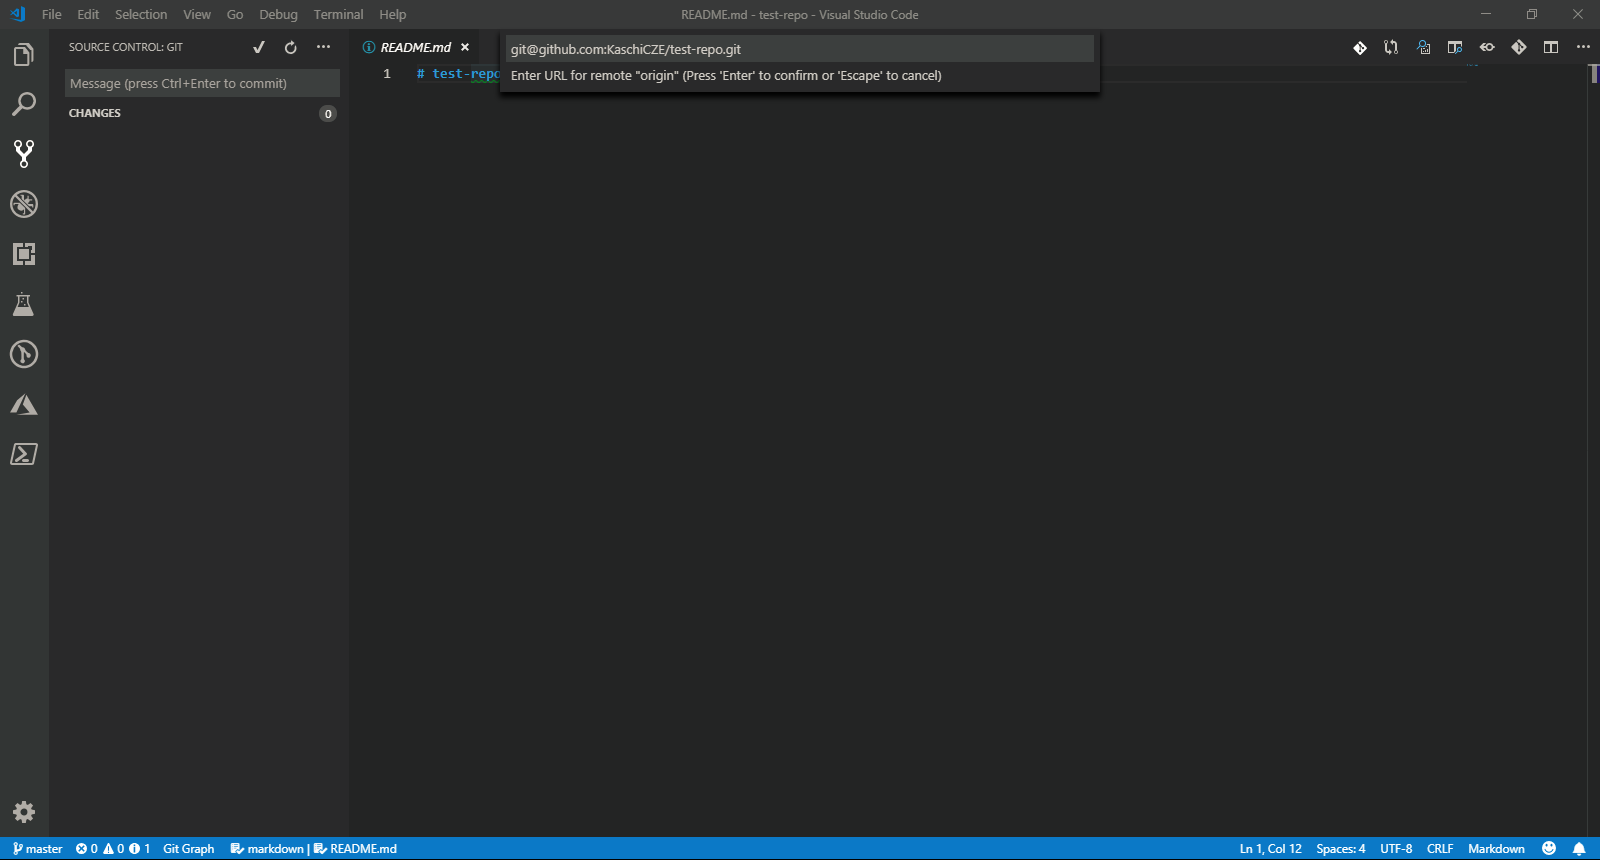 File Edit Selection View Go Debug Terminal Help
README.md - test-repo - Visual Studio Code
SOURCE CONTROL: GIT
README.md
git@github.com:KaschiCZE/test-repo.git
Enter URL for remote "origin" (Press 'Enter' to confirm or 'Escape' to cancel)
1 # test-repo
Message (press Ctrl+Enter to commit)
CHANGES 0
master 0 0 1 Git Graph markdown | README.md
Ln 1, Col 12 Spaces: 4 UTF-8 CRLF Markdown